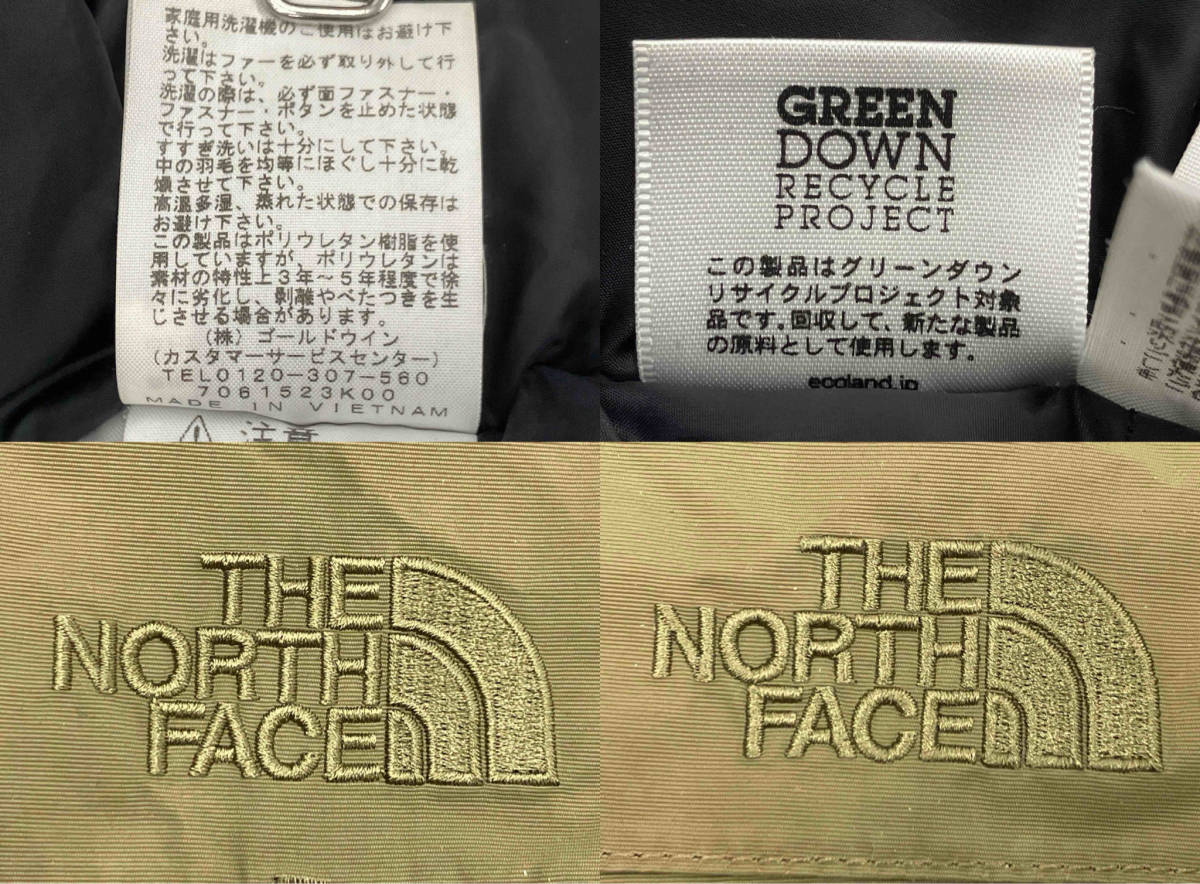 家庭用洗濯機のご使用はお避け下
さい。
洗濯はファーを必ず取り外して行
って下さい。
洗濯の際は、必ず面ファスナー・
ファスナー・ボタンを止めた状態
で行って下さい。
すすぎ洗いは十分にして下さい。
中の羽毛を均等にほぐし十分に乾
燥させて下さい。
高温多湿、蒸れた状態での保存は
お避け下さい。
この製品はポリウレタン樹脂を使
用していますが、ポリウレタンは
素材の特性上3年~5年程度で徐
々に劣化し、剥離やべたつきを生
じさせる場合があります。
(株)ゴールドウイン
(カスタマーサービスセンター)
TEL0120-307-560
7061523K00
MADE IN VIETNAM
注意
GREEN
DOWN
RECYCLE
PROJECT
この製品はグリーンダウン
リサイクルプロジェクト対象
品です。回収して、新たな製品
の原料として使用します。
ecoland.jp
THE
NORTH
FACE
THE
NORTH
FACE